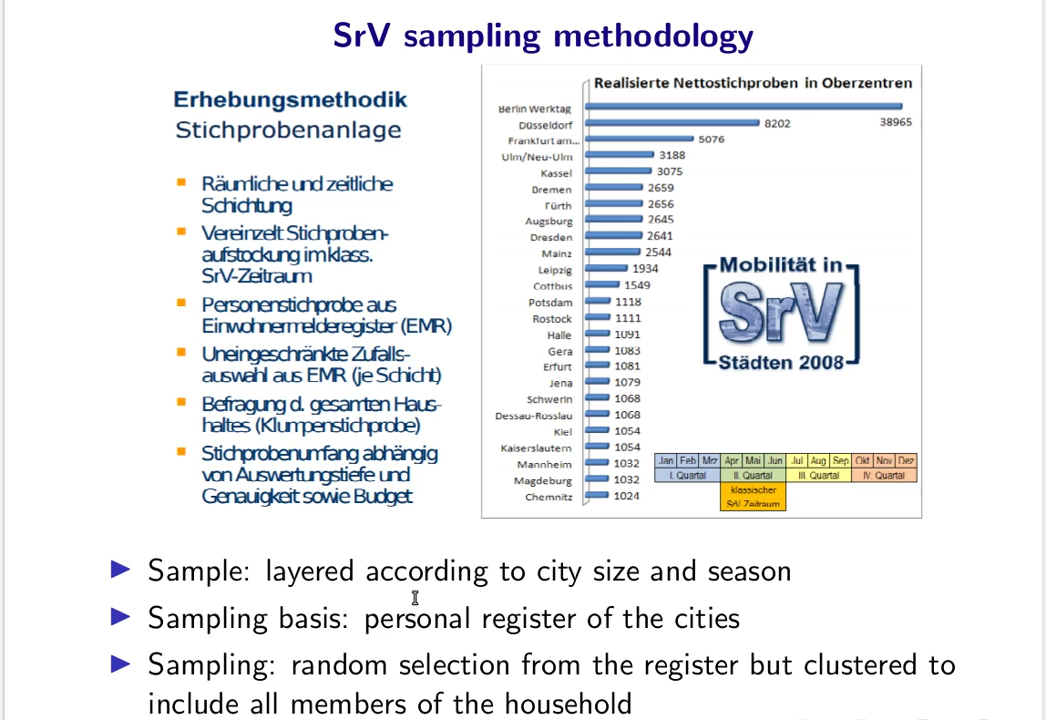 SrV sampling methodology
Erhebungsmethodik
Stichprobenanlage
Räumliche und zeitliche
Schichtung
Vereinzelt Stichproben-
aufstockung im klass.
SrV-Zeitraum
Personenstichprobe aus
Einwohnermelderegister (EMR)
Uneingeschränkte Zufalls-
auswahl aus EMR (je Schicht)
Befragung d. gesamten Haus-
haltes (Klumpenstichprobe)
Stichprobenumfang abhängig
von Auswertungstiefe und
Genauigkeit sowie Budget
Realisierte Nettostichproben in Oberzentren
Berlin Werktag 38965
Düsseldorf 8202
Frankfurt am... 5076
Ulm/Neu-Ulm 3188
Kassel 3075
Bremen 2659
Fürth 2656
Augsburg 2645
Dresden 2641
Mainz 2544
Leipzig 1934
Cottbus 1549
Potsdam 1118
Rostock 1111
Halle 1091
Gera 1083
Erfurt 1081
Jena 1079
Schwerin 1068
Dessau-Rosslau 1068
Kiel 1054
Kaiserslautern 1054
Mannheim 1032
Magdeburg 1032
Chemnitz 1024
Mobilität in
SrV
Städten 2008
Jan Feb Mrz Apr Mai Jun Jul Aug Sep Okt Nov Dez
I. Quartal II. Quartal III. Quartal IV. Quartal
klassischer
SrV-Zeitraum
Sample: layered according to city size and season
Sampling basis: personal register of the cities
Sampling: random selection from the register but clustered to
include all members of the household